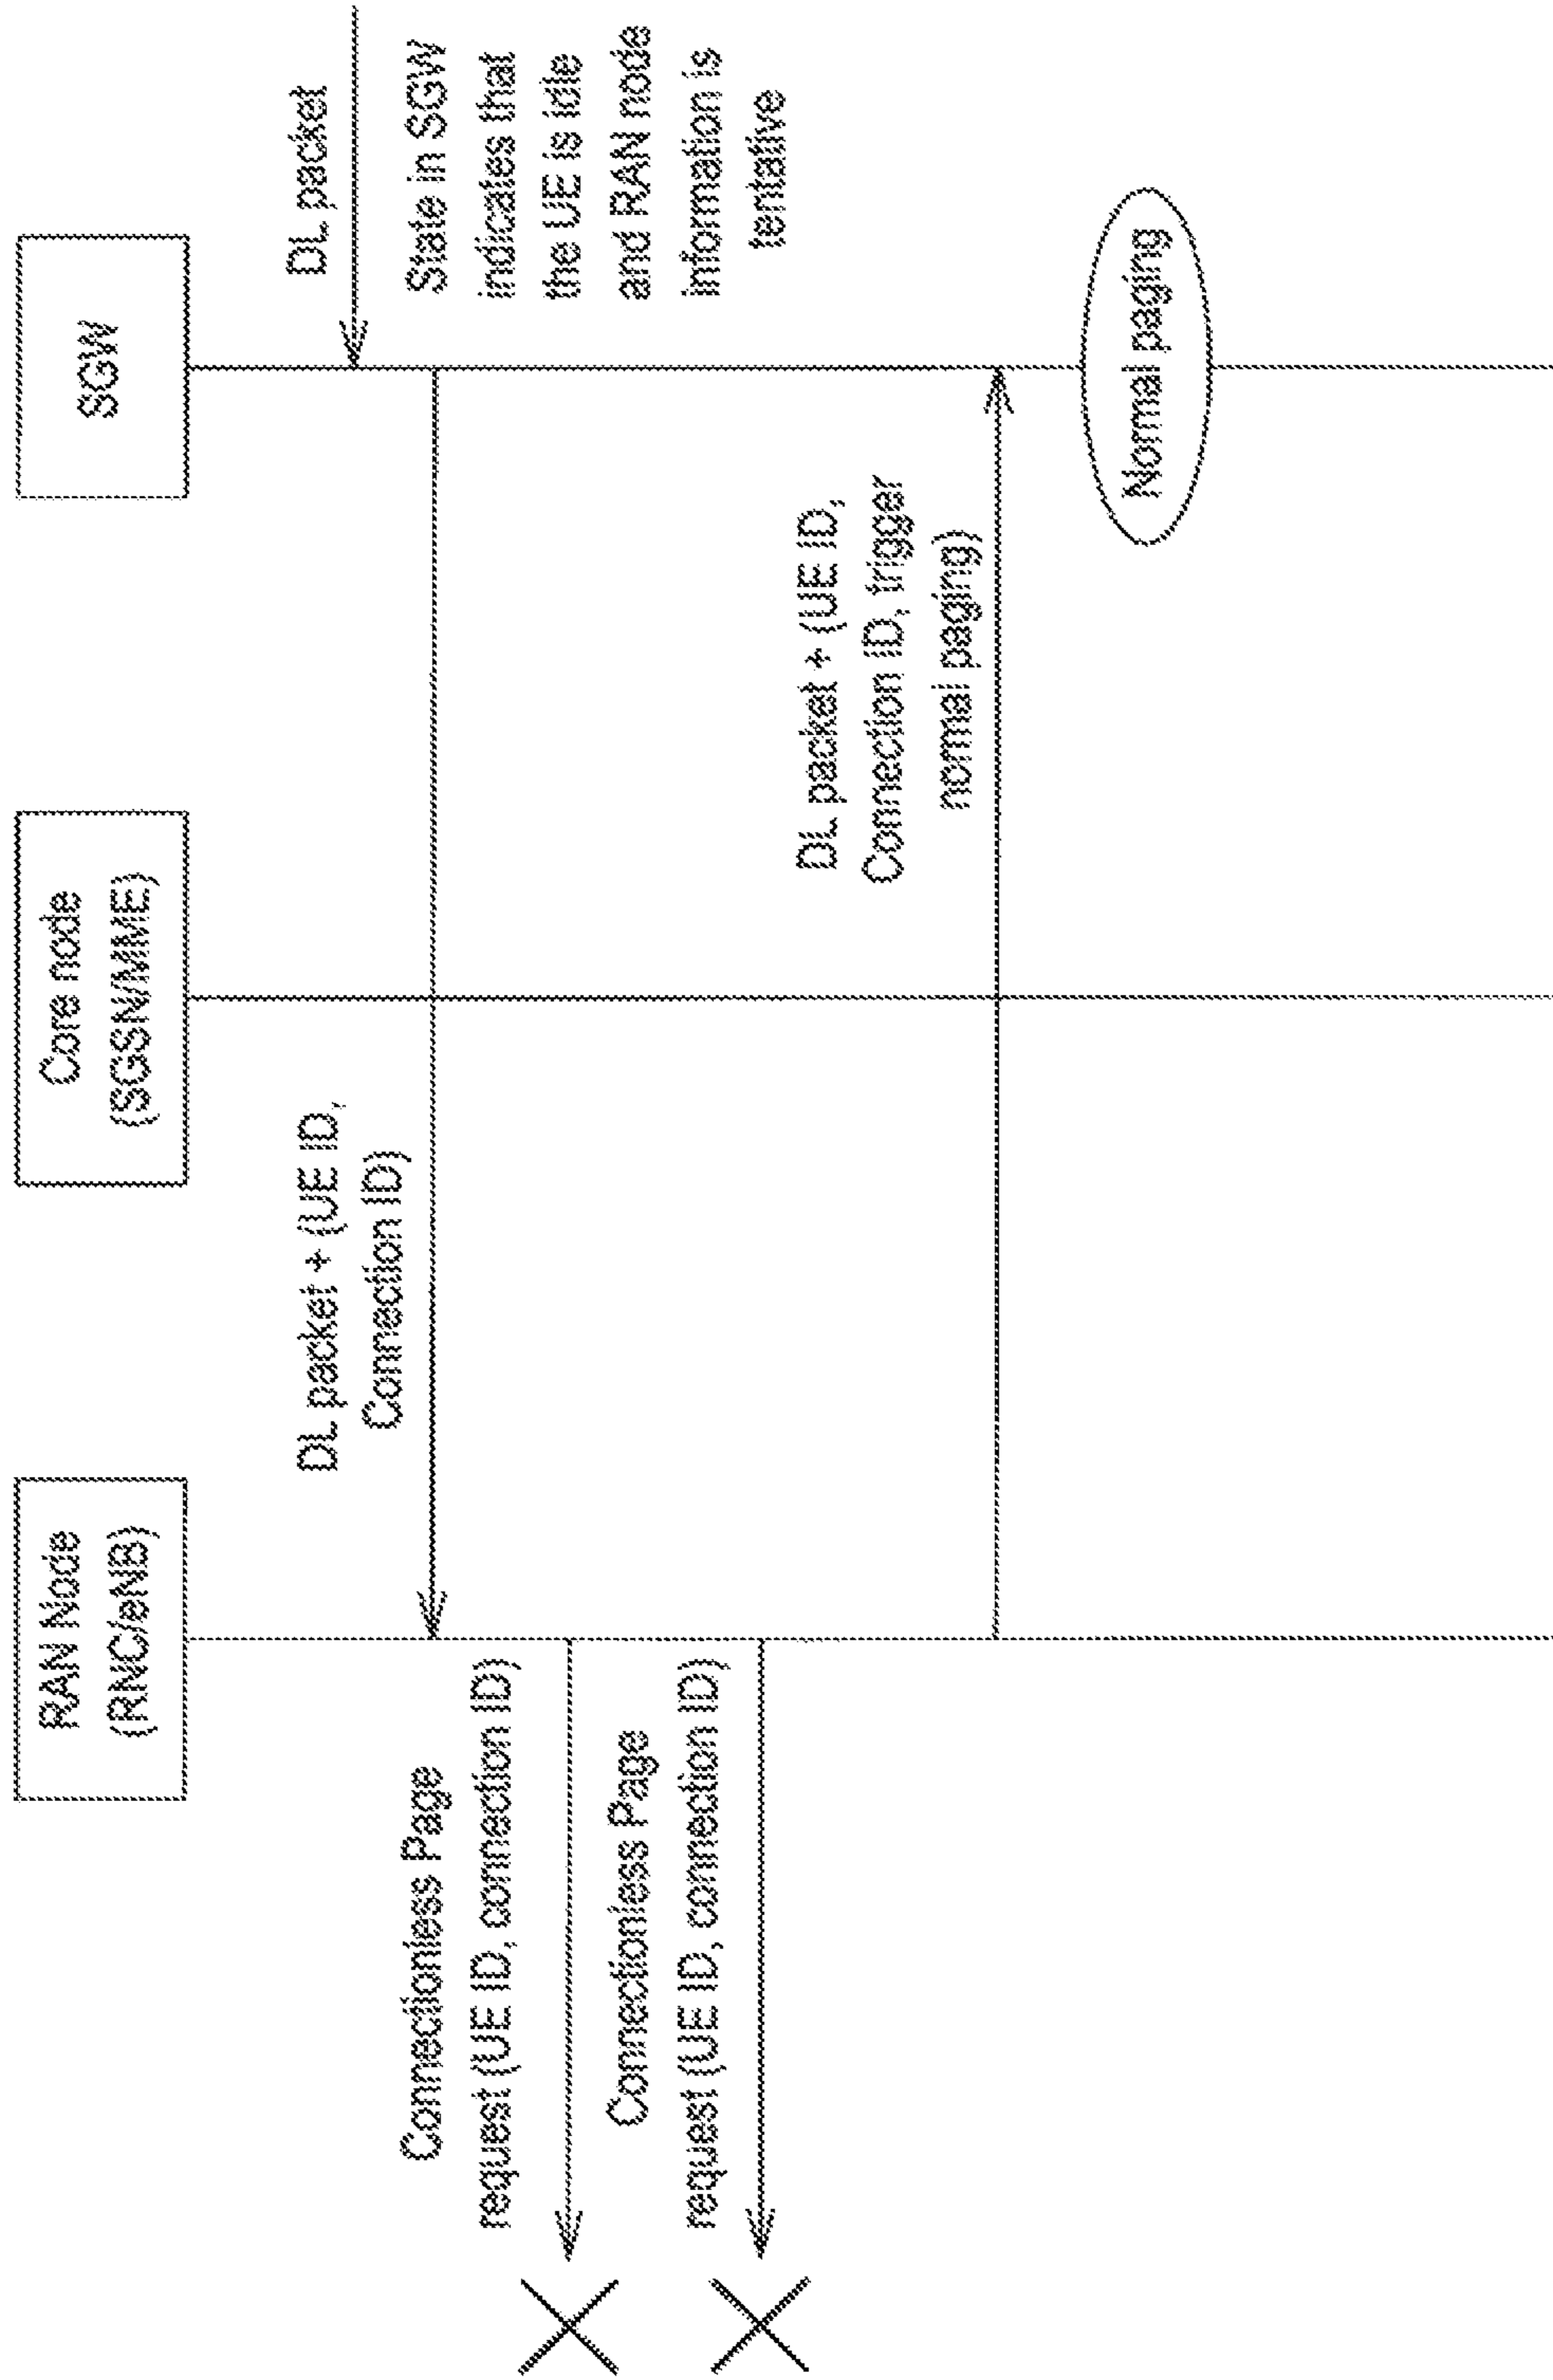 RAN Node
(RNC/eNB)
Core node
(SGSN/MME)
SGW
DL packet
DL packet + (UE ID,
Connection ID)
State in SGW
indicates that
the UE is idle
and RAN node
information is
tentative
Connectionless Page
request (UE ID, connection ID)
Connectionless Page
request (UE ID, connection ID)
DL packet + (UE ID,
Connection ID, trigger
normal paging)
Normal paging